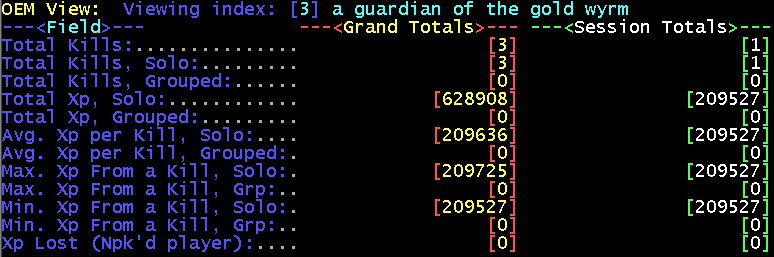 OEM View:  Viewing index: [3] a guardian of the gold wyrm
---<Field>---                    ---<Grand Totals>---  ---<Session Totals>---
Total Kills:..................                    [3]                     [1]
Total Kills, Solo:............                    [3]                     [1]
Total Kills, Grouped:.........                    [0]                     [0]
Total Xp, Solo:...............               [628908]                [209527]
Total Xp, Grouped:............                    [0]                     [0]
Avg. Xp per Kill, Solo:.......               [209636]                [209527]
Avg. Xp per Kill, Grouped:....                    [0]                     [0]
Max. Xp From a Kill, Solo:..                 [209725]                [209527]
Max. Xp From a Kill, Grp:..                       [0]                     [0]
Min. Xp From a Kill, Solo:..                 [209527]                [209527]
Min. Xp From a Kill, Grp:..                       [0]                     [0]
Xp Lost (Npk'd player):....                       [0]                     [0]